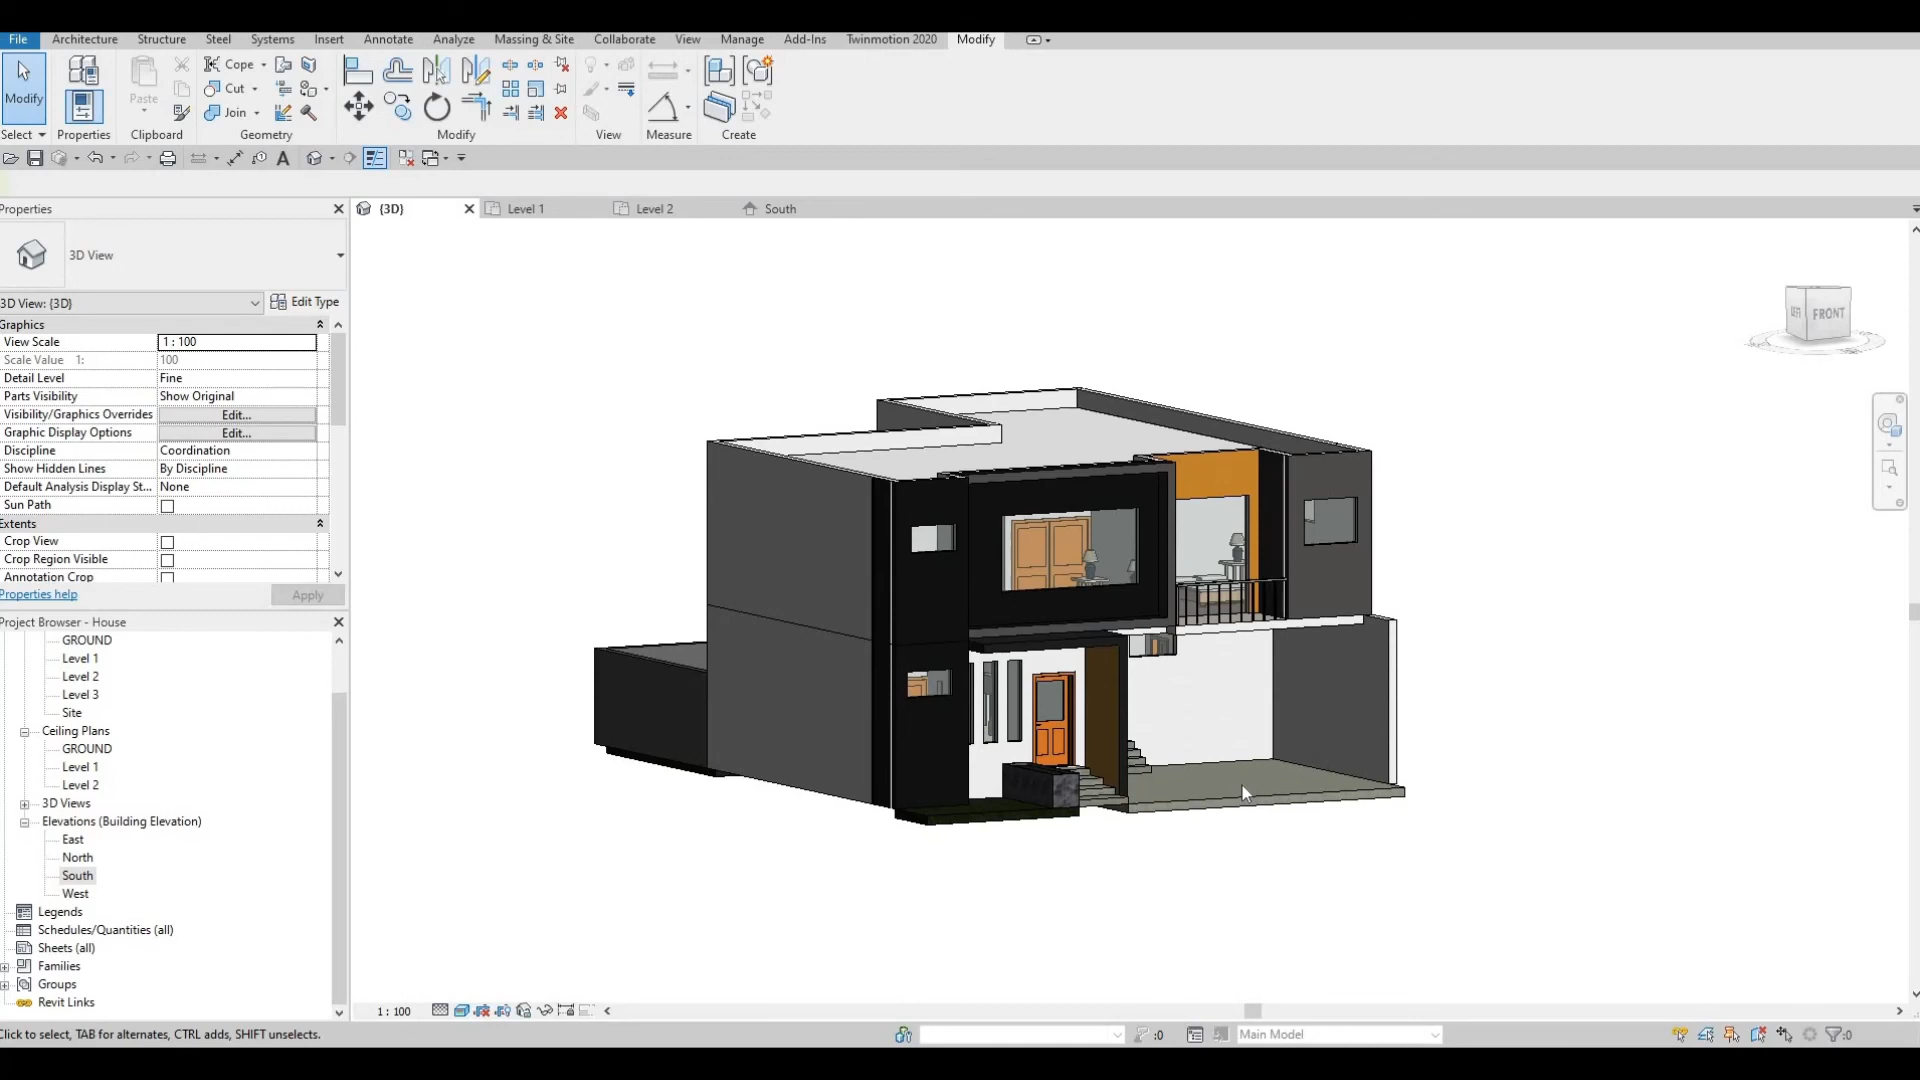 File Architecture Structure Steel Systems Insert Annotate Analyze Massing & Site Collaborate View Manage Add-Ins Twinmotion 2020 Modify
Modify Paste Cope
Cut
Join
Select Properties Clipboard Geometry Modify View Measure Create
A
Properties
{3D} Level 1 Level 2 South
3D View
3D View: {3D} Edit Type
Graphics
View Scale 1 : 100
Scale Value 1: 100
Detail Level Fine
Parts Visibility Show Original
Visibility/Graphics Overrides Edit...
Graphic Display Options Edit...
Discipline Coordination
Show Hidden Lines By Discipline
Default Analysis Display St... None
Sun Path
Extents
Crop View
Crop Region Visible
Annotation Crop
Properties help Apply
Project Browser - House
GROUND
Level 1
Level 2
Level 3
Site
Ceiling Plans
GROUND
Level 1
Level 2
3D Views
Elevations (Building Elevation)
East
North
South
West
Legends
Schedules/Quantities (all)
Sheets (all)
Families
Groups
Revit Links
LEFT FRONT
1 : 100
Click to select, TAB for alternates, CTRL adds, SHIFT unselects. :0 Main Model :0